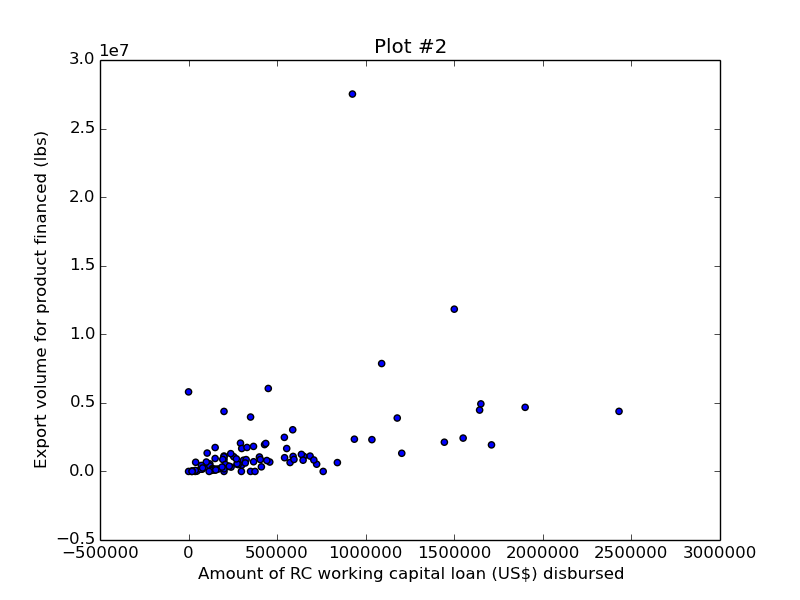 Plot #2
1e7
3.0
2.5
2.0
1.5
1.0
0.5
0.0
−0.5
−500000 0 500000 1000000 1500000 2000000 2500000 3000000
Amount of RC working capital loan (US$) disbursed
Export volume for product financed (lbs)